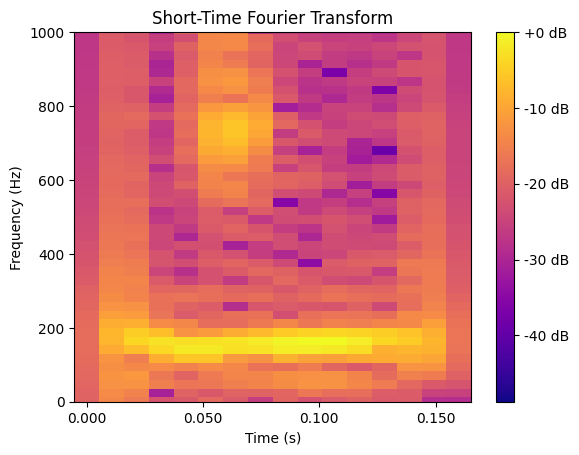 Short-Time Fourier Transform
1000
800
600
400
200
0
Frequency (Hz)
0.000
0.050
0.100
0.150
Time (s)
+0 dB
-10 dB
-20 dB
-30 dB
-40 dB